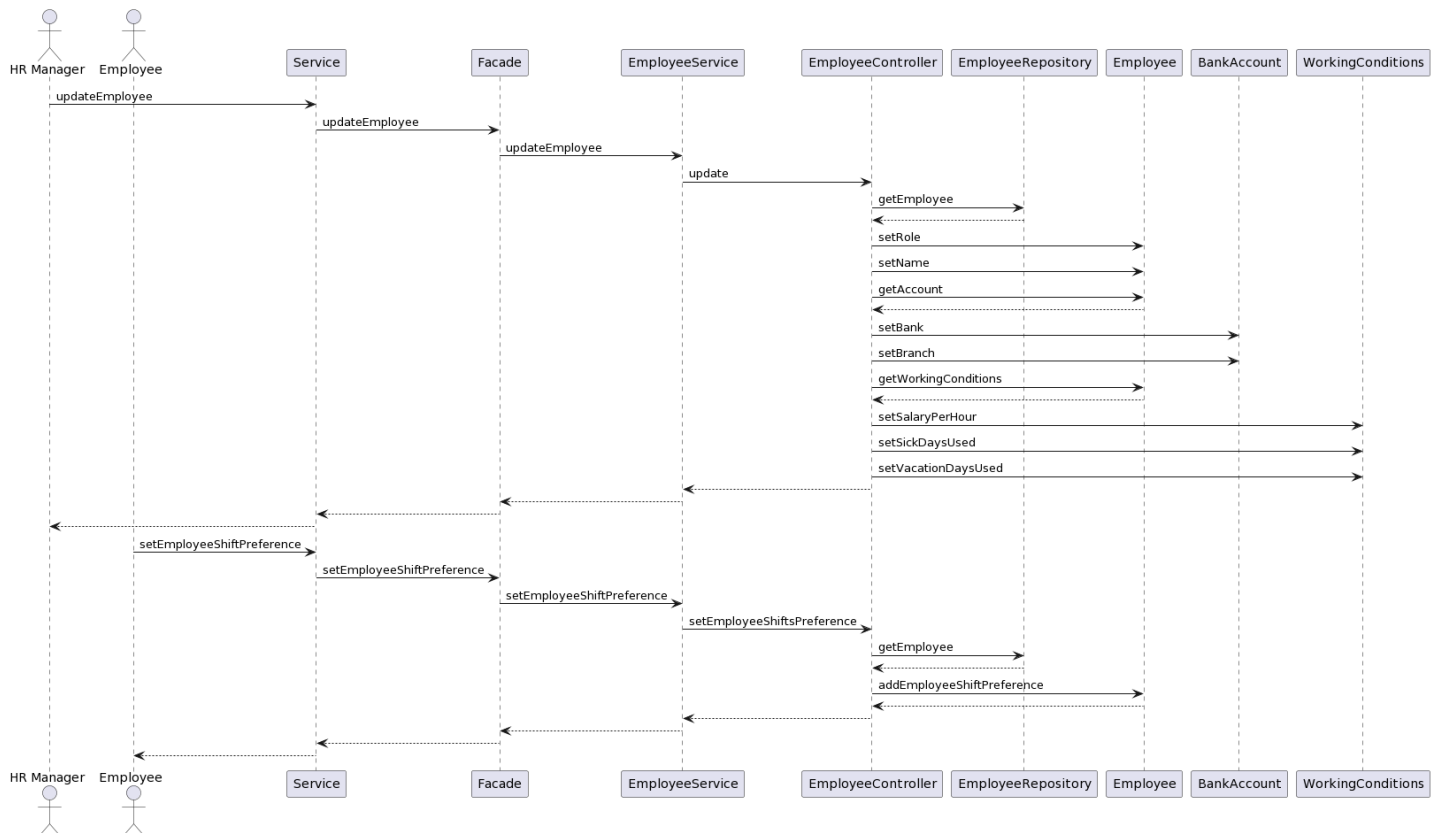 HR Manager
Employee
Service
Facade
EmployeeService
EmployeeController
EmployeeRepository
Employee
BankAccount
WorkingConditions
updateEmployee
updateEmployee
updateEmployee
update
getEmployee
setRole
setName
getAccount
setBank
setBranch
getWorkingConditions
setSalaryPerHour
setSickDaysUsed
setVacationDaysUsed
setEmployeeShiftPreference
setEmployeeShiftPreference
setEmployeeShiftPreference
setEmployeeShiftsPreference
getEmployee
addEmployeeShiftPreference
HR Manager
Employee
Service
Facade
EmployeeService
EmployeeController
EmployeeRepository
Employee
BankAccount
WorkingConditions